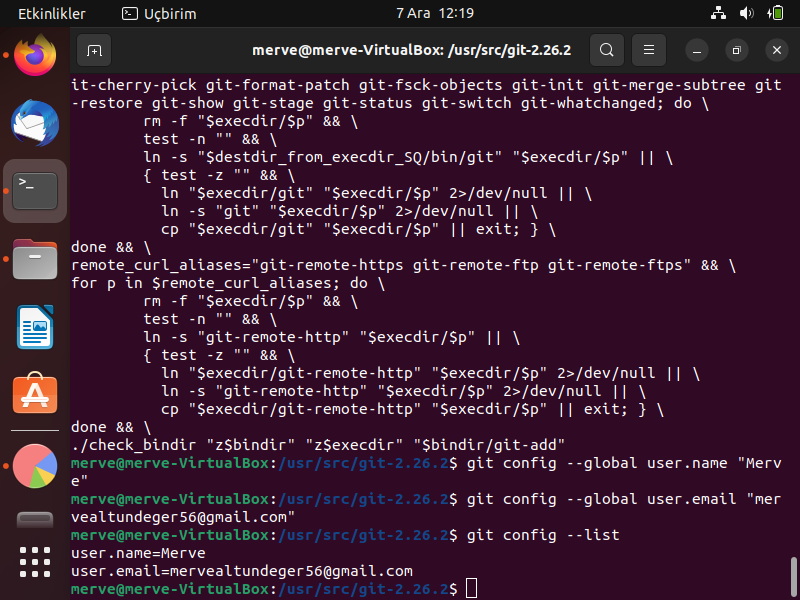 Etkinlikler
Uçbirim
7 Ara 12:19
merve@merve-VirtualBox: /usr/src/git-2.26.2
it-cherry-pick git-format-patch git-fsck-objects git-init git-merge-subtree git
-restore git-show git-stage git-status git-switch git-whatchanged; do \
rm -f "$execdir/$p" && \
test -n "" && \
ln -s "$destdir_from_execdir_SQ/bin/git" "$execdir/$p" || \
{ test -z "" && \
ln "$execdir/git" "$execdir/$p" 2>/dev/null || \
ln -s "git" "$execdir/$p" 2>/dev/null || \
cp "$execdir/git" "$execdir/$p" || exit; } \
done && \
remote_curl_aliases="git-remote-https git-remote-ftp git-remote-ftps" && \
for p in $remote_curl_aliases; do \
rm -f "$execdir/$p" && \
test -n "" && \
ln -s "git-remote-http" "$execdir/$p" || \
{ test -z "" && \
ln "$execdir/git-remote-http" "$execdir/$p" 2>/dev/null || \
ln -s "git-remote-http" "$execdir/$p" 2>/dev/null || \
cp "$execdir/git-remote-http" "$execdir/$p" || exit; } \
done && \
./check_bindir "z$bindir" "z$execdir" "$bindir/git-add"
merve@merve-VirtualBox:/usr/src/git-2.26.2$ git config --global user.name "Merv
e"
merve@merve-VirtualBox:/usr/src/git-2.26.2$ git config --global user.email "mer
vealtundeger56@gmail.com"
merve@merve-VirtualBox:/usr/src/git-2.26.2$ git config --list
user.name=Merve
user.email=mervealtundeger56@gmail.com
merve@merve-VirtualBox:/usr/src/git-2.26.2$